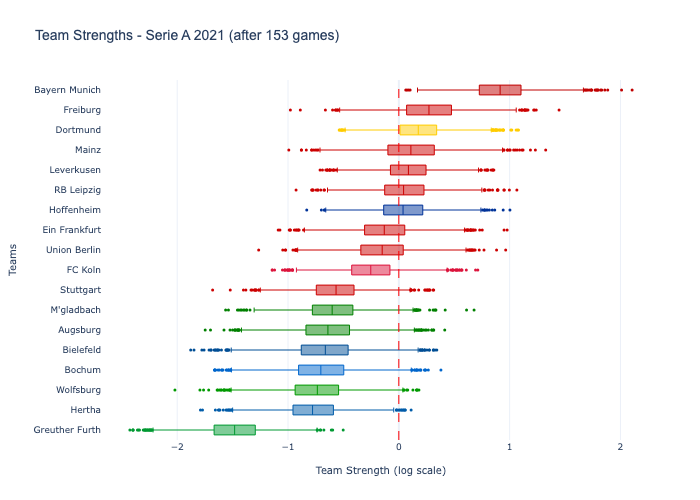 Team Strengths - Serie A 2021 (after 153 games)
Bayern Munich
Freiburg
Dortmund
Mainz
Leverkusen
RB Leipzig
Hoffenheim
Ein Frankfurt
Union Berlin
FC Koln
Stuttgart
M'gladbach
Augsburg
Bielefeld
Bochum
Wolfsburg
Hertha
Greuther Furth
Teams
−2 −1 0 1 2
Team Strength (log scale)